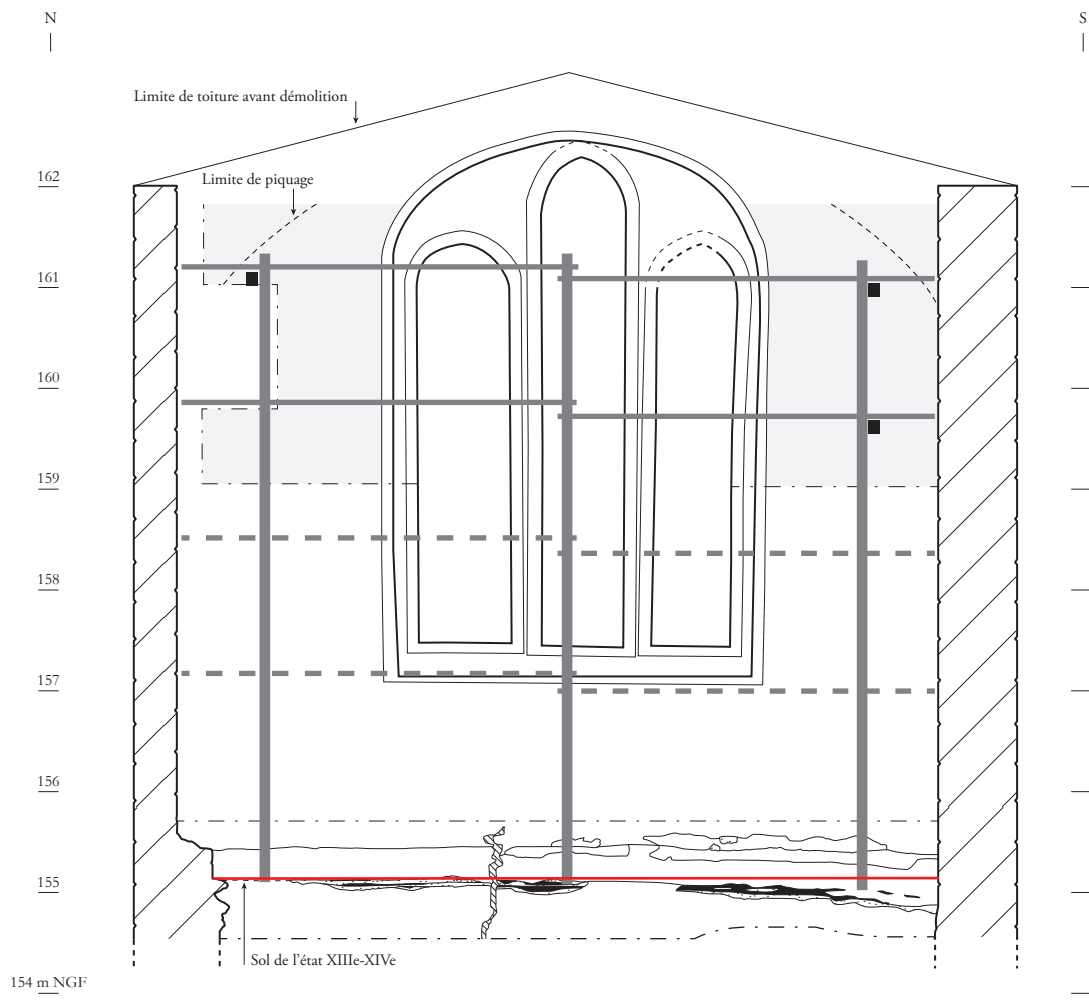 N
S
Limite de toiture avant démolition
162
Limite de piquage
161
160
159
158
157
156
155
Sol de l'état XIIIe-XIVe
154 m NGF